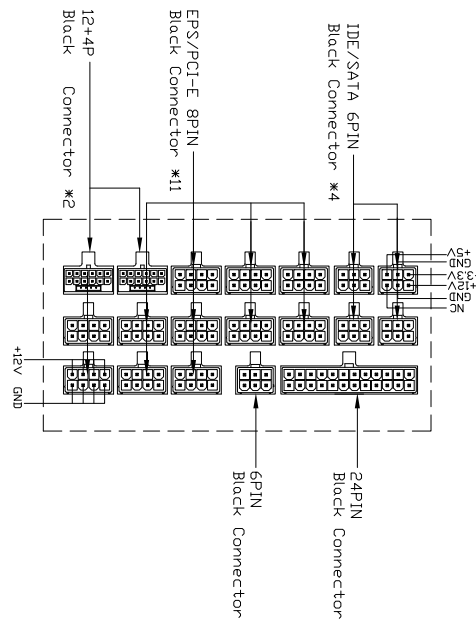 12+4P
Black  Connector *2
EPS/PCI-E 8PIN
Black Connector *11
IDE/SATA 6PIN
Black Connector *4
+5V
GND
+3.3V
+12V
GND
NC
+12V
GND
6PIN
Black Connector
24PIN
Black Connector